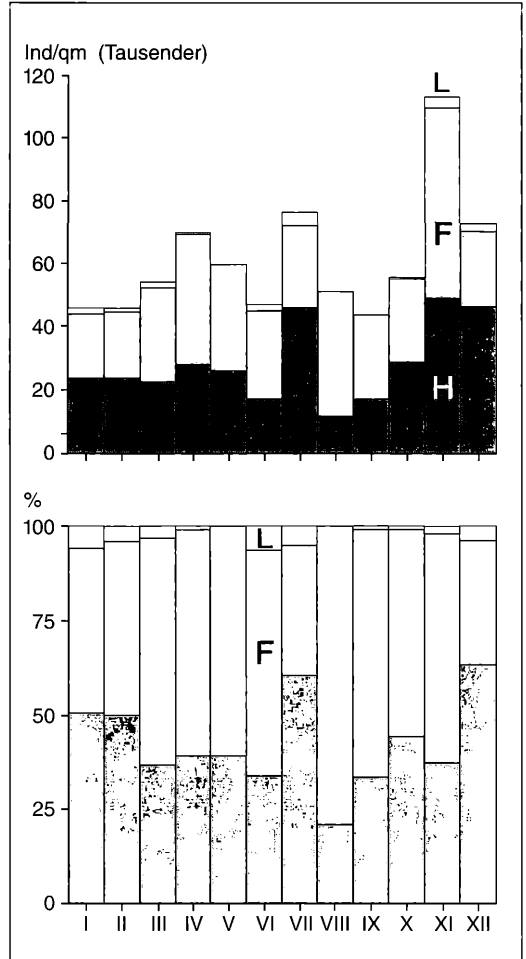 Ind/qm (Tausender)
120
100
80
60
40
20
0
L
F
H
%
100
75
50
25
0
L
F
I II III IV V VI VII VIII IX X XI XII